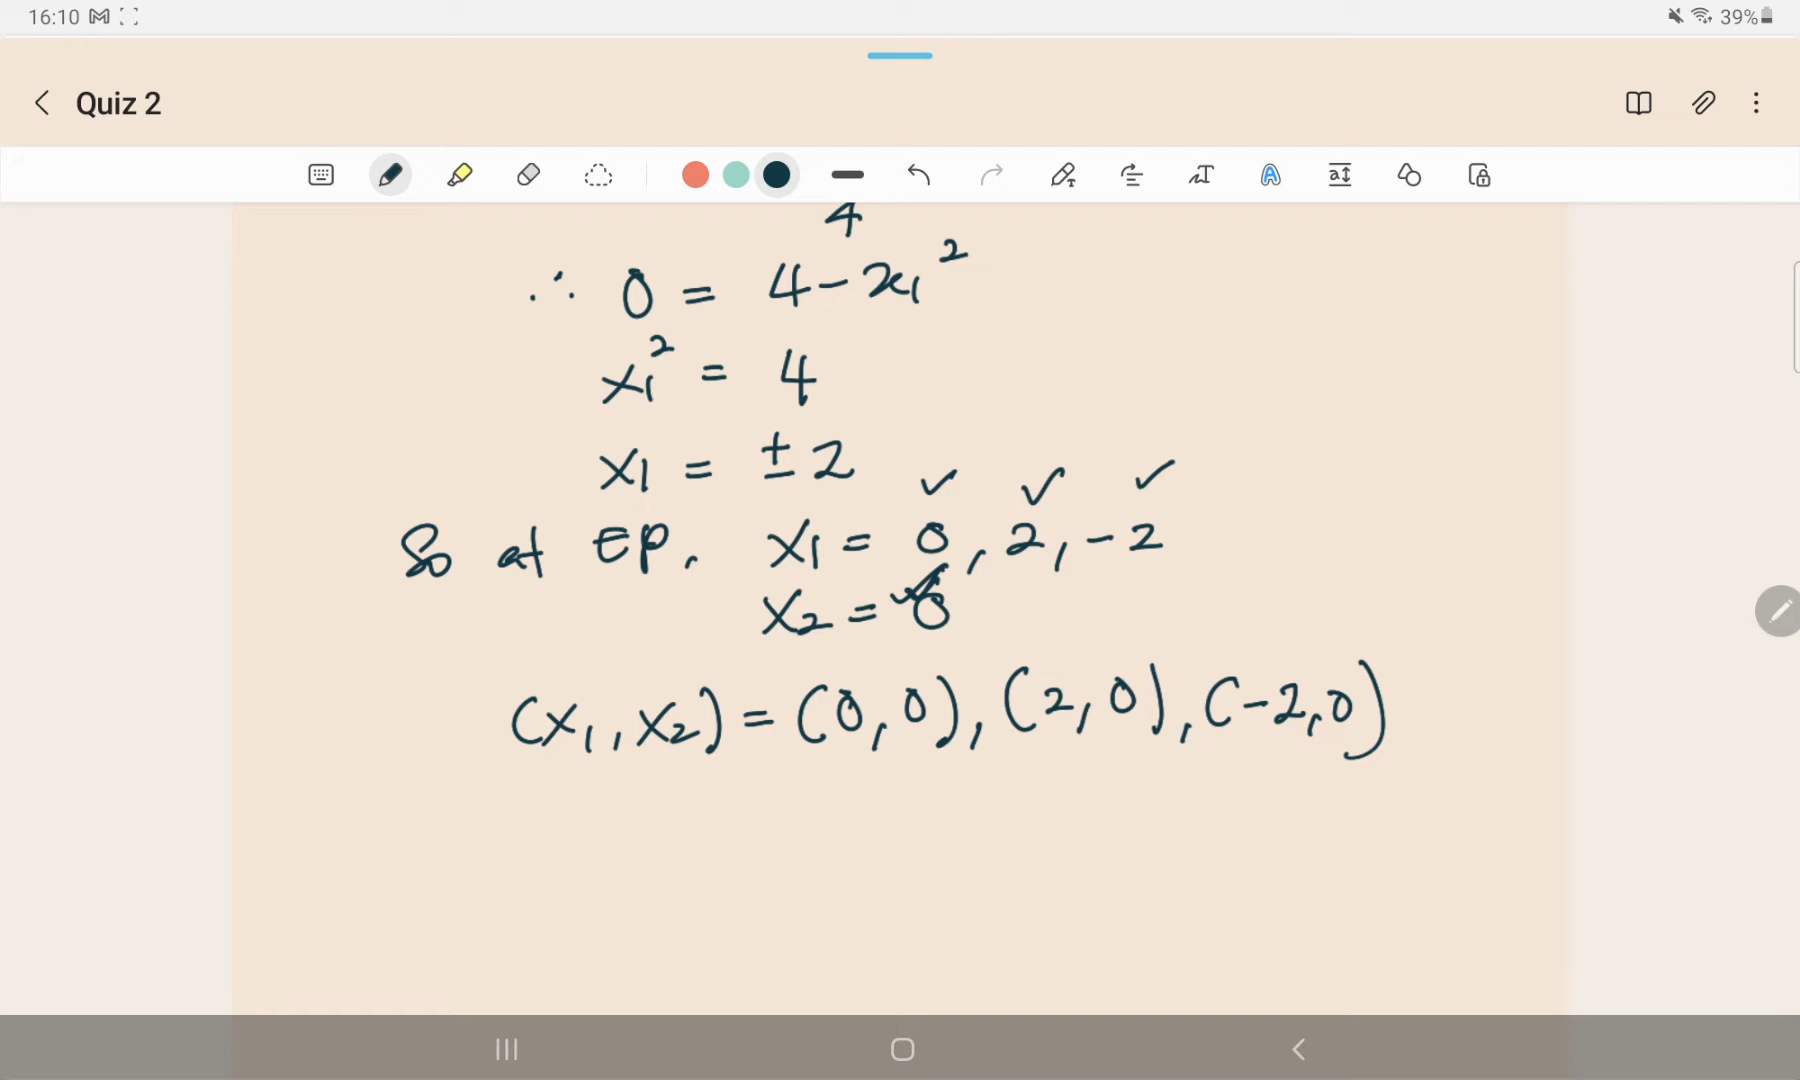 16:10 39%
Quiz 2
4
∴ 0 = 4 - x₁²
x₁² = 4
x₁ = ± 2
✓ ✓ ✓
So at EP, x₁ = 0, 2, -2
x₂ = 0
(x₁, x₂) = (0, 0), (2, 0), (-2, 0)